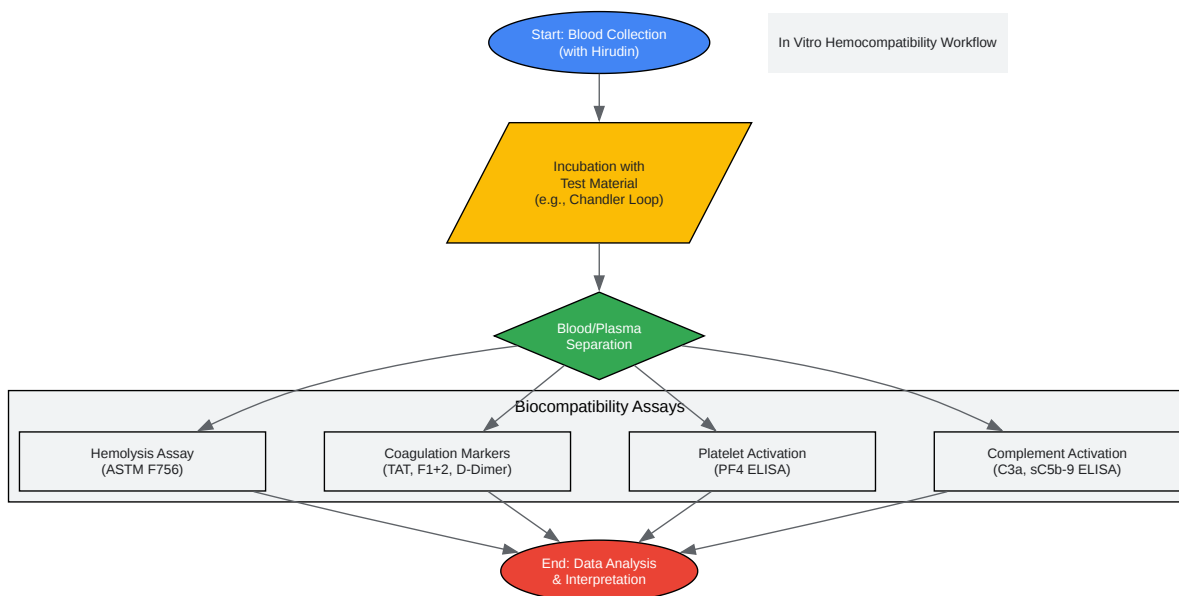 Start: Blood Collection
(with Hirudin)
In Vitro Hemocompatibility Workflow
Incubation with
Test Material
(e.g., Chandler Loop)
Blood/Plasma
Separation
Biocompatibility Assays
Hemolysis Assay
(ASTM F756)
Coagulation Markers
(TAT, F1+2, D-Dimer)
Platelet Activation
(PF4 ELISA)
Complement Activation
(C3a, sC5b-9 ELISA)
End: Data Analysis
& Interpretation